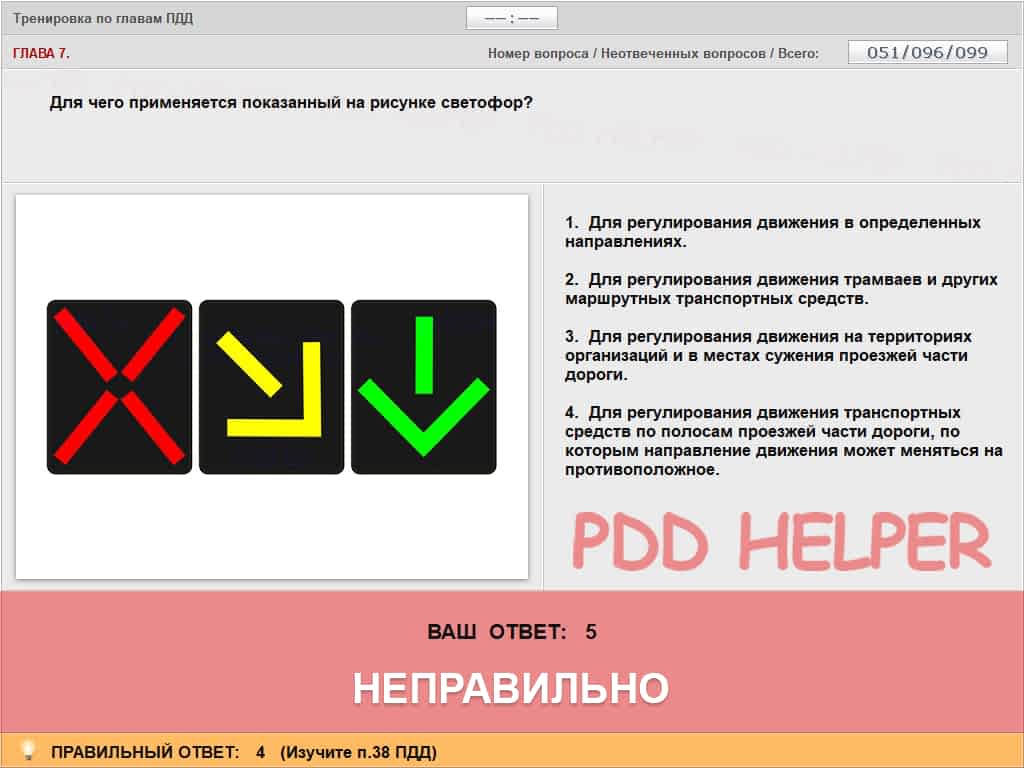 Тренировка по главам ПДД
—— : ——
ГЛАВА 7.
Номер вопроса / Неотвеченных вопросов / Всего:
051/096/099
Для чего применяется показанный на рисунке светофор?
1. Для регулирования движения в определенных
направлениях.
2. Для регулирования движения трамваев и других
маршрутных транспортных средств.
3. Для регулирования движения на территориях
организаций и в местах сужения проезжей части
дороги.
4. Для регулирования движения транспортных
средств по полосам проезжей части дороги, по
которым направление движения может меняться на
противоположное.
PDD HELPER
ВАШ ОТВЕТ: 5
НЕПРАВИЛЬНО
ПРАВИЛЬНЫЙ ОТВЕТ: 4 (Изучите п.38 ПДД)